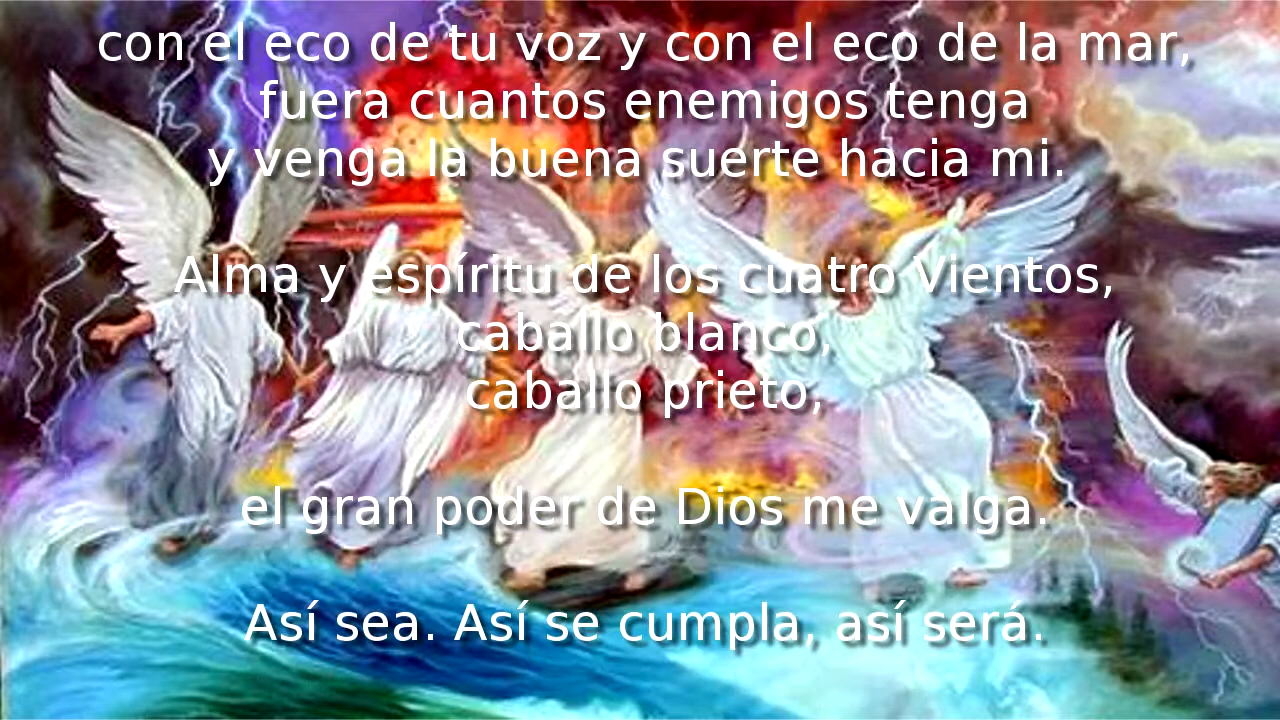 con el eco de tu voz y con el eco de la mar,
fuera cuantos enemigos tenga
y venga la buena suerte hacia mi.
Alma y espíritu de los cuatro Vientos,
caballo blanco,
caballo prieto,
el gran poder de Dios me valga.
Así sea. Así se cumpla, así será.